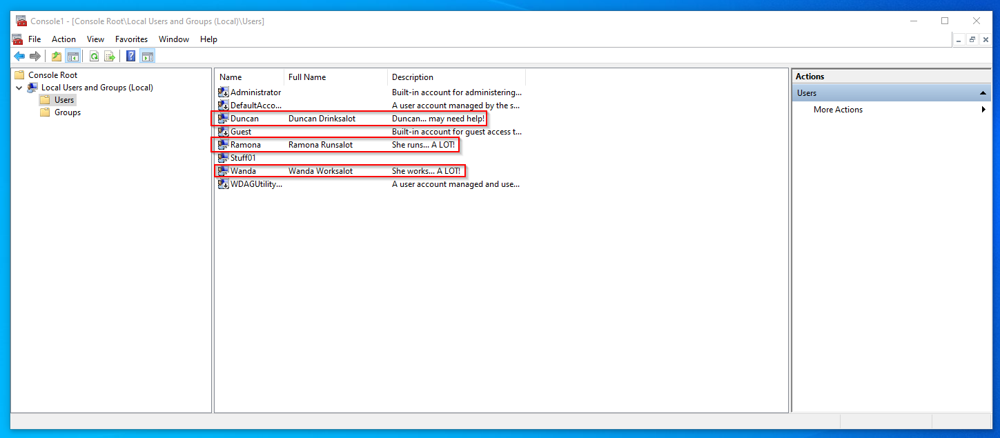 Console1 - [Console Root\Local Users and Groups (Local)\Users]
File Action View Favorites Window Help
Console Root
Local Users and Groups (Local)
Users
Groups
Name Full Name Description
Administrator Built-in account for administering...
DefaultAcco... A user account managed by the s...
Duncan Duncan Drinksalot Duncan... may need help!
Guest Built-in account for guest access t...
Ramona Ramona Runsalot She runs... A LOT!
Stuff01
Wanda Wanda Worksalot She works... A LOT!
WDAGUtility... A user account managed and use...
Actions
Users
More Actions